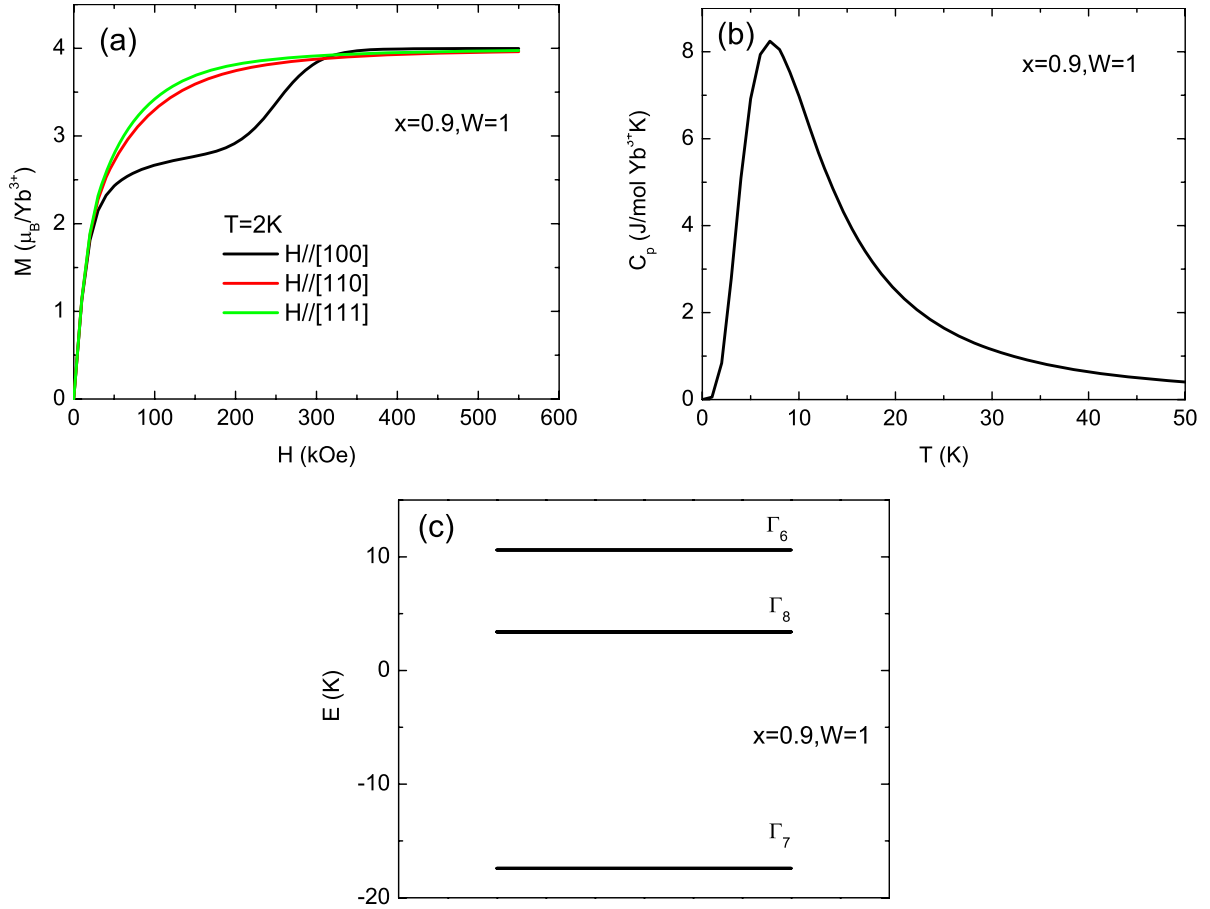 (a)
4
3
2
1
0
M (μB/Yb3+)
x=0.9,W=1
T=2K
H//[100]
H//[110]
H//[111]
0 100 200 300 400 500 600
H (kOe)
(b)
8
6
4
2
0
Cp (J/mol Yb3+K)
x=0.9,W=1
0 10 20 30 40 50
T (K)
(c)
10
0
-10
-20
E (K)
Γ6
Γ8
x=0.9,W=1
Γ7